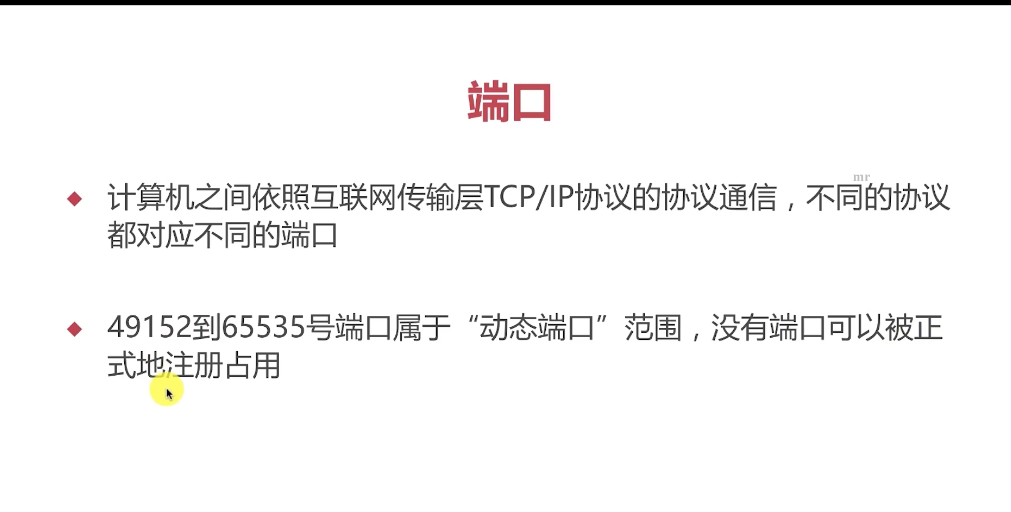 端口
mr
计算机之间依照互联网传输层TCP/IP协议的协议通信，不同的协议
都对应不同的端口
49152到65535号端口属于“动态端口”范围，没有端口可以被正
式地注册占用